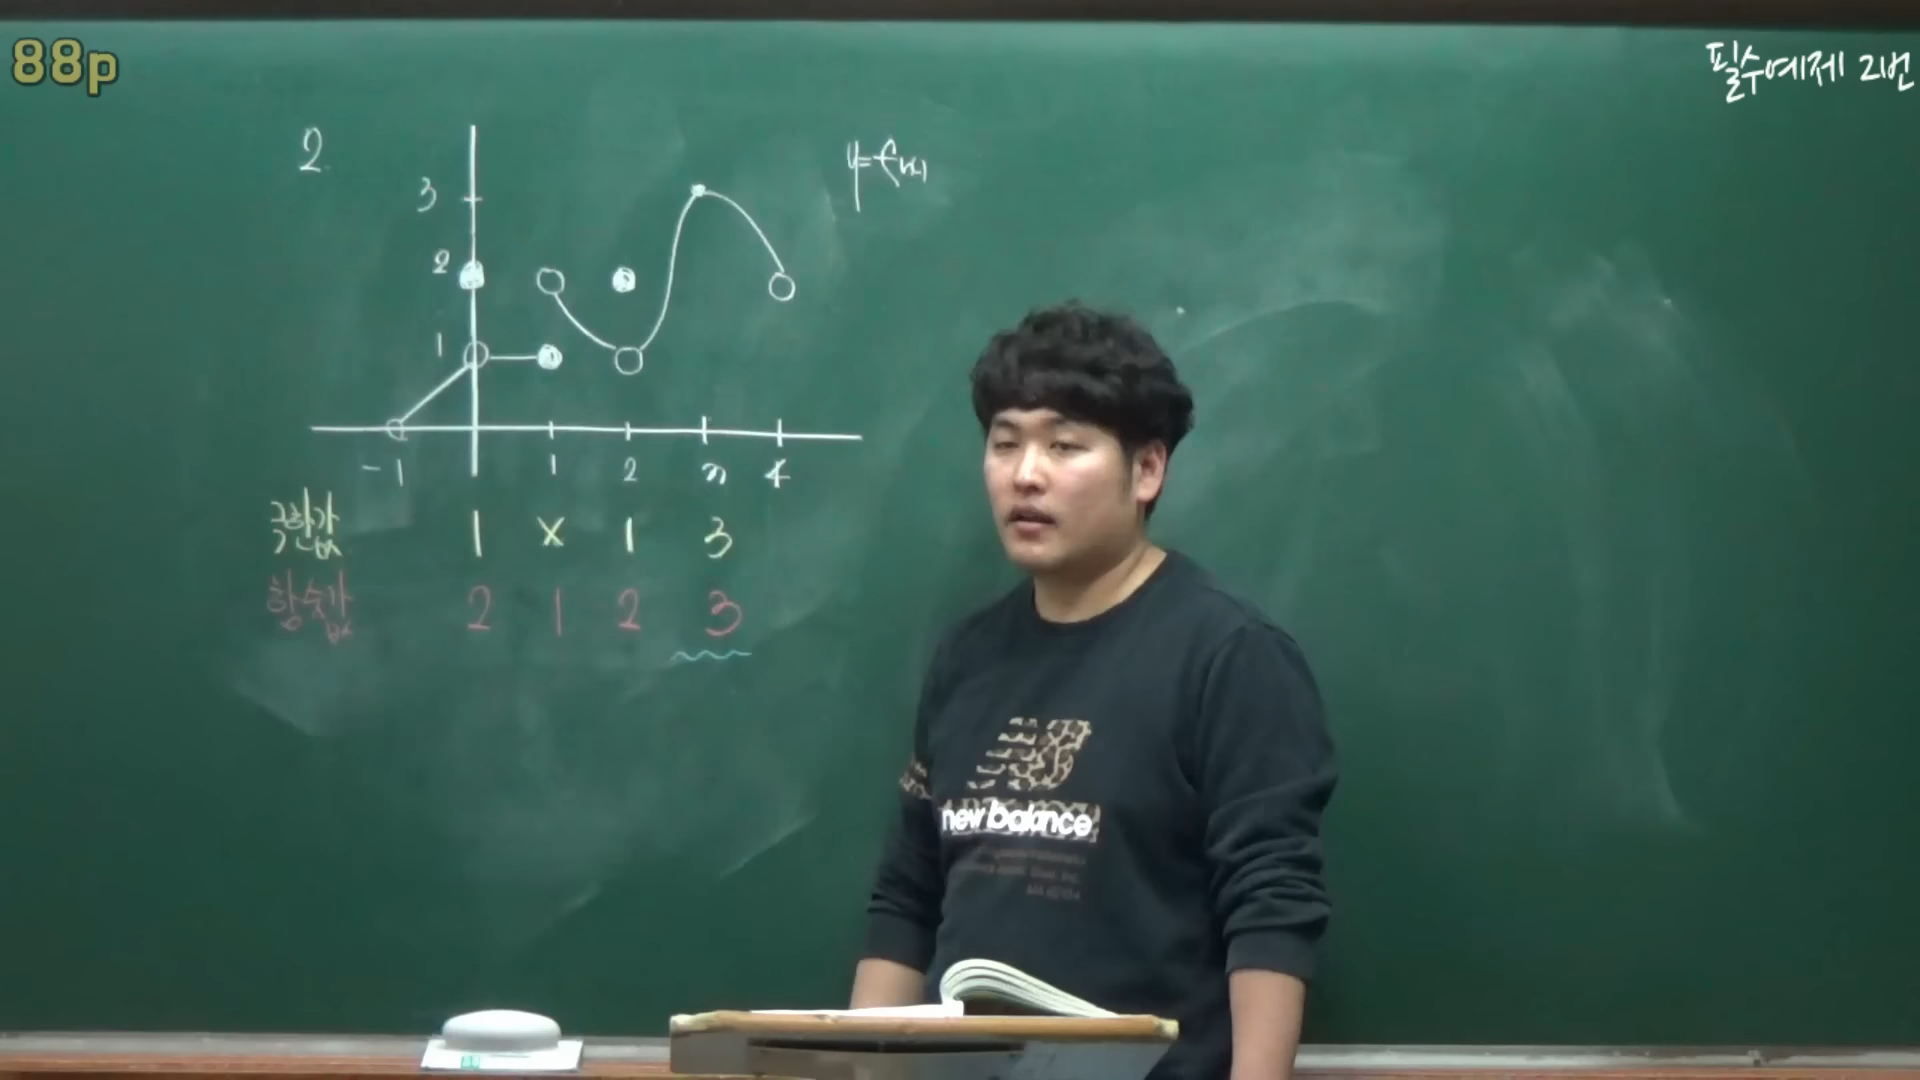 88p
필수예제 2번
2
y=f(x)
3
2
1
-1 1 2 3 4
극한값 1 X 1 3
함숫값 2 1 2 3
new balance